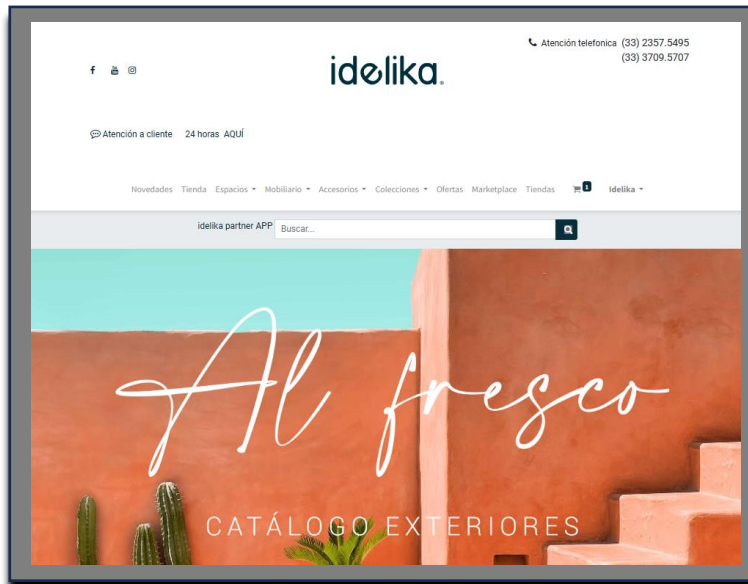 Atención telefonica (33) 2357.5495
(33) 3709.5707
idelika.
Atención a cliente 24 horas AQUÍ
Novedades Tienda Espacios Mobiliario Accesorios Colecciones Ofertas Marketplace Tiendas 1 Idelika
idelika partner APP Buscar...
Al fresco
CATÁLOGO EXTERIORES